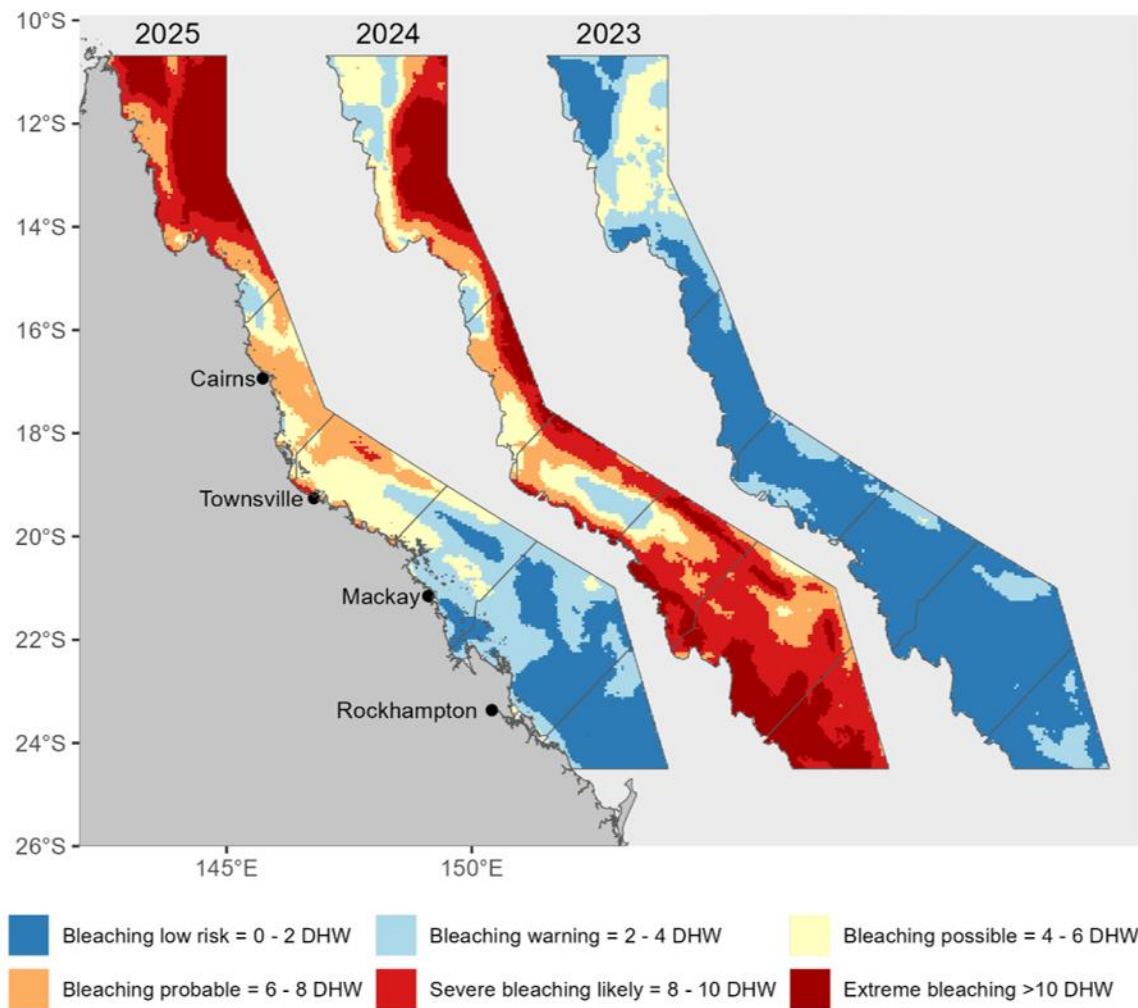 10°S
2025 2024 2023
12°S
14°S
16°S
Cairns
18°S
Townsville
20°S
Mackay
22°S
Rockhampton
24°S
26°S
145°E 150°E
Bleaching low risk = 0 - 2 DHW Bleaching warning = 2 - 4 DHW Bleaching possible = 4 - 6 DHW
Bleaching probable = 6 - 8 DHW Severe bleaching likely = 8 - 10 DHW Extreme bleaching >10 DHW